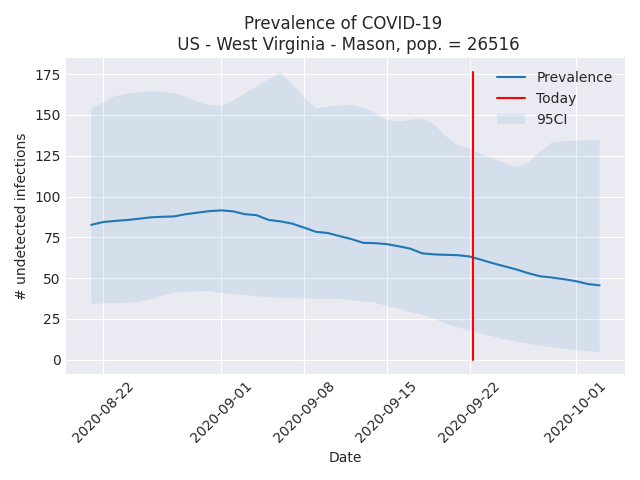 Prevalence of COVID-19
US - West Virginia - Mason, pop. = 26516
Prevalence
Today
95CI
# undetected infections
175
150
125
100
75
50
25
0
2020-08-22
2020-09-01
2020-09-08
2020-09-15
2020-09-22
2020-10-01
Date